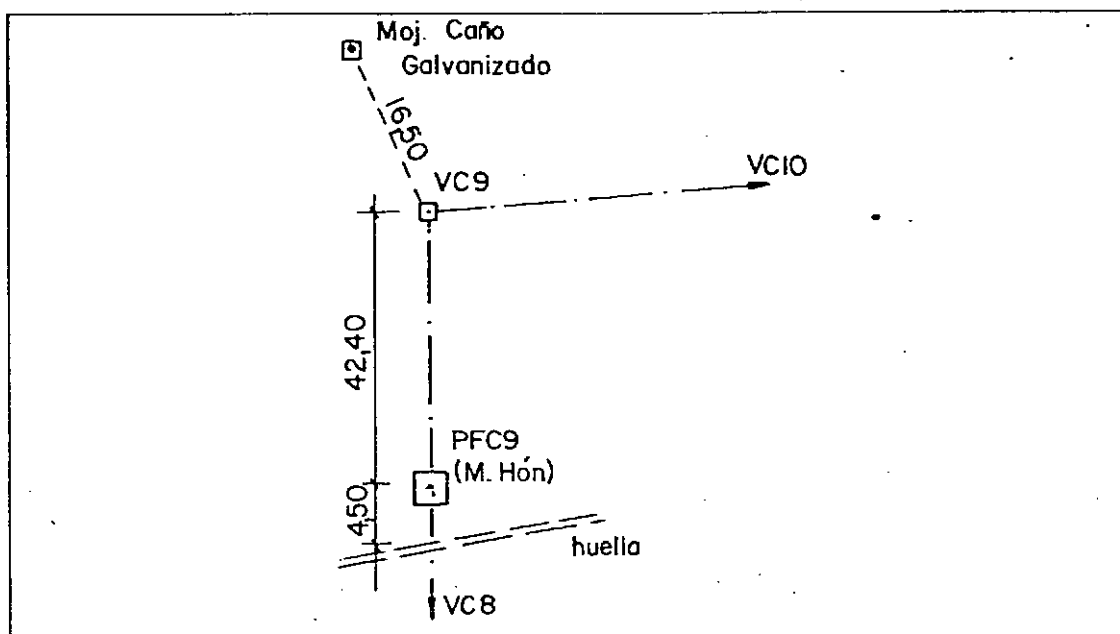 Moj. Caño
Galvanizado
16,50
VC9
VC10
42,40
PFC9
(M. Hón)
4,50
huella
VC8